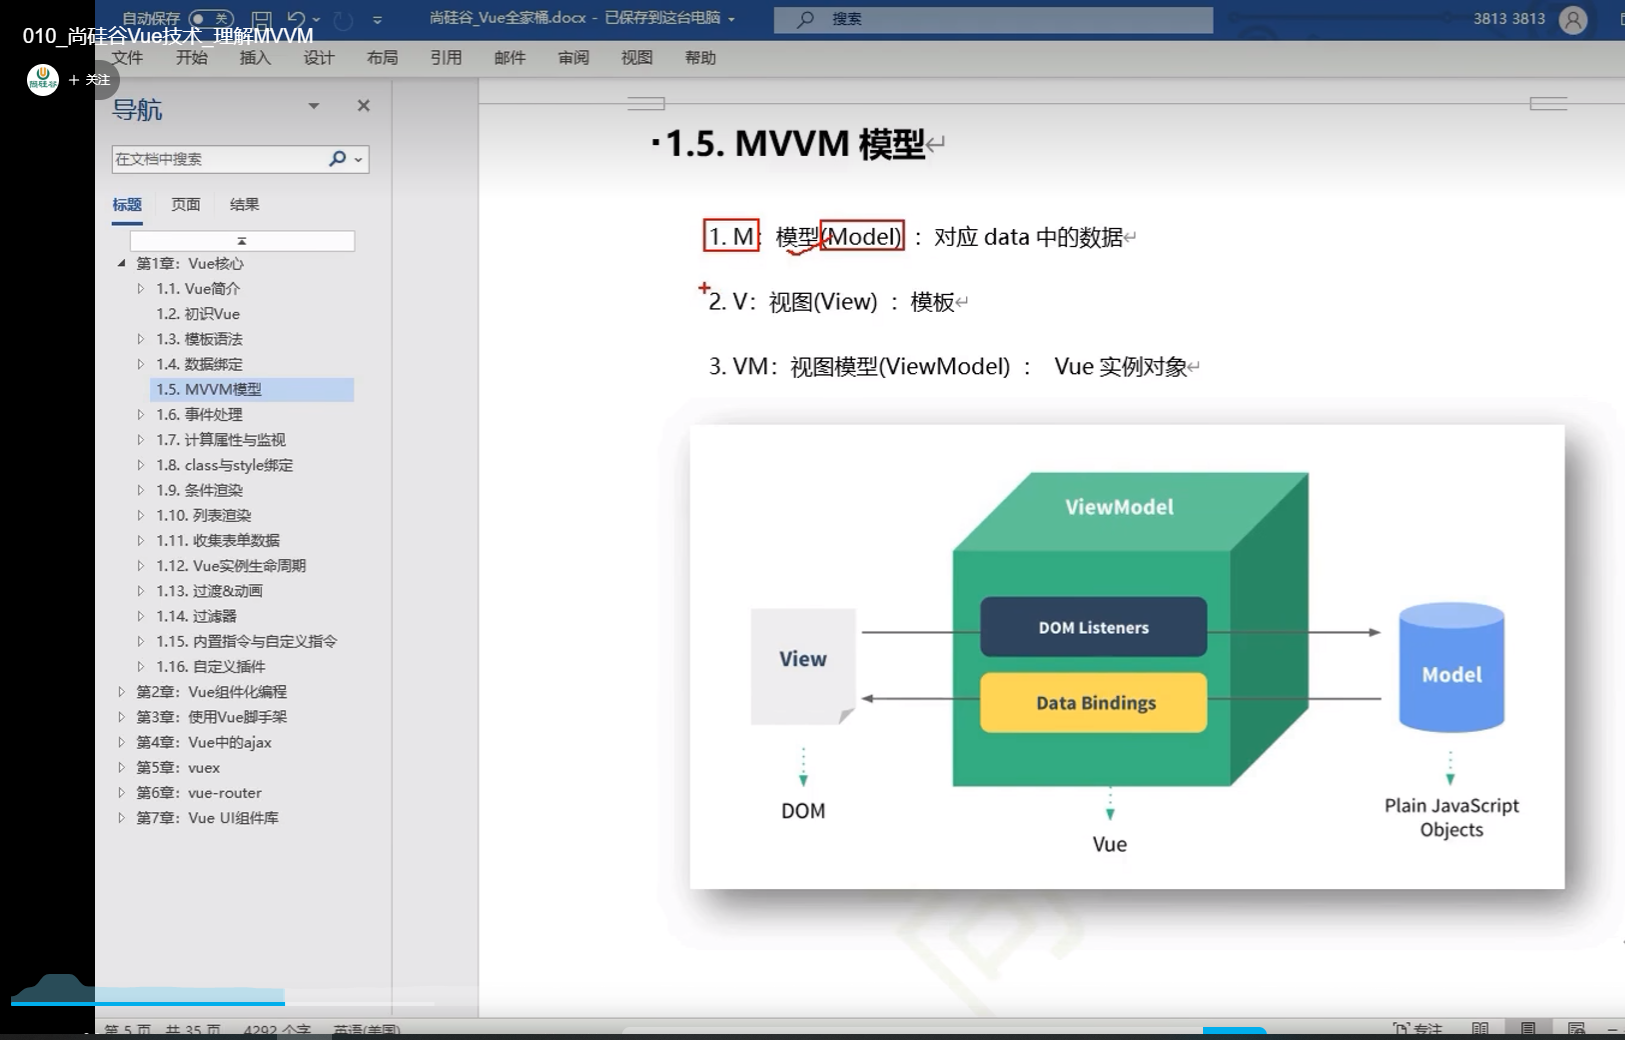 自动保存 关 尚硅谷_Vue全家桶.docx - 已保存到这台电脑 搜索 3813 3813
010_尚硅谷Vue技术_理解MVVM
文件 开始 插入 设计 布局 引用 邮件 审阅 视图 帮助
尚硅谷 + 关注
导航
在文档中搜索
标题 页面 结果
第1章：Vue核心
1.1. Vue简介
1.2. 初识Vue
1.3. 模板语法
1.4. 数据绑定
1.5. MVVM模型
1.6. 事件处理
1.7. 计算属性与监视
1.8. class与style绑定
1.9. 条件渲染
1.10. 列表渲染
1.11. 收集表单数据
1.12. Vue实例生命周期
1.13. 过渡&动画
1.14. 过滤器
1.15. 内置指令与自定义指令
1.16. 自定义插件
第2章：Vue组件化编程
第3章：使用Vue脚手架
第4章：Vue中的ajax
第5章：vuex
第6章：vue-router
第7章：Vue UI组件库
1.5. MVVM 模型
1. M：模型(Model) ：对应 data 中的数据
2. V：视图(View) ：模板
3. VM：视图模型(ViewModel) ： Vue 实例对象
ViewModel
DOM Listeners
View
Model
Data Bindings
DOM
Vue
Plain JavaScript
Objects
第 5 页，共 35 页 4292 个字 英语(美国) 专注